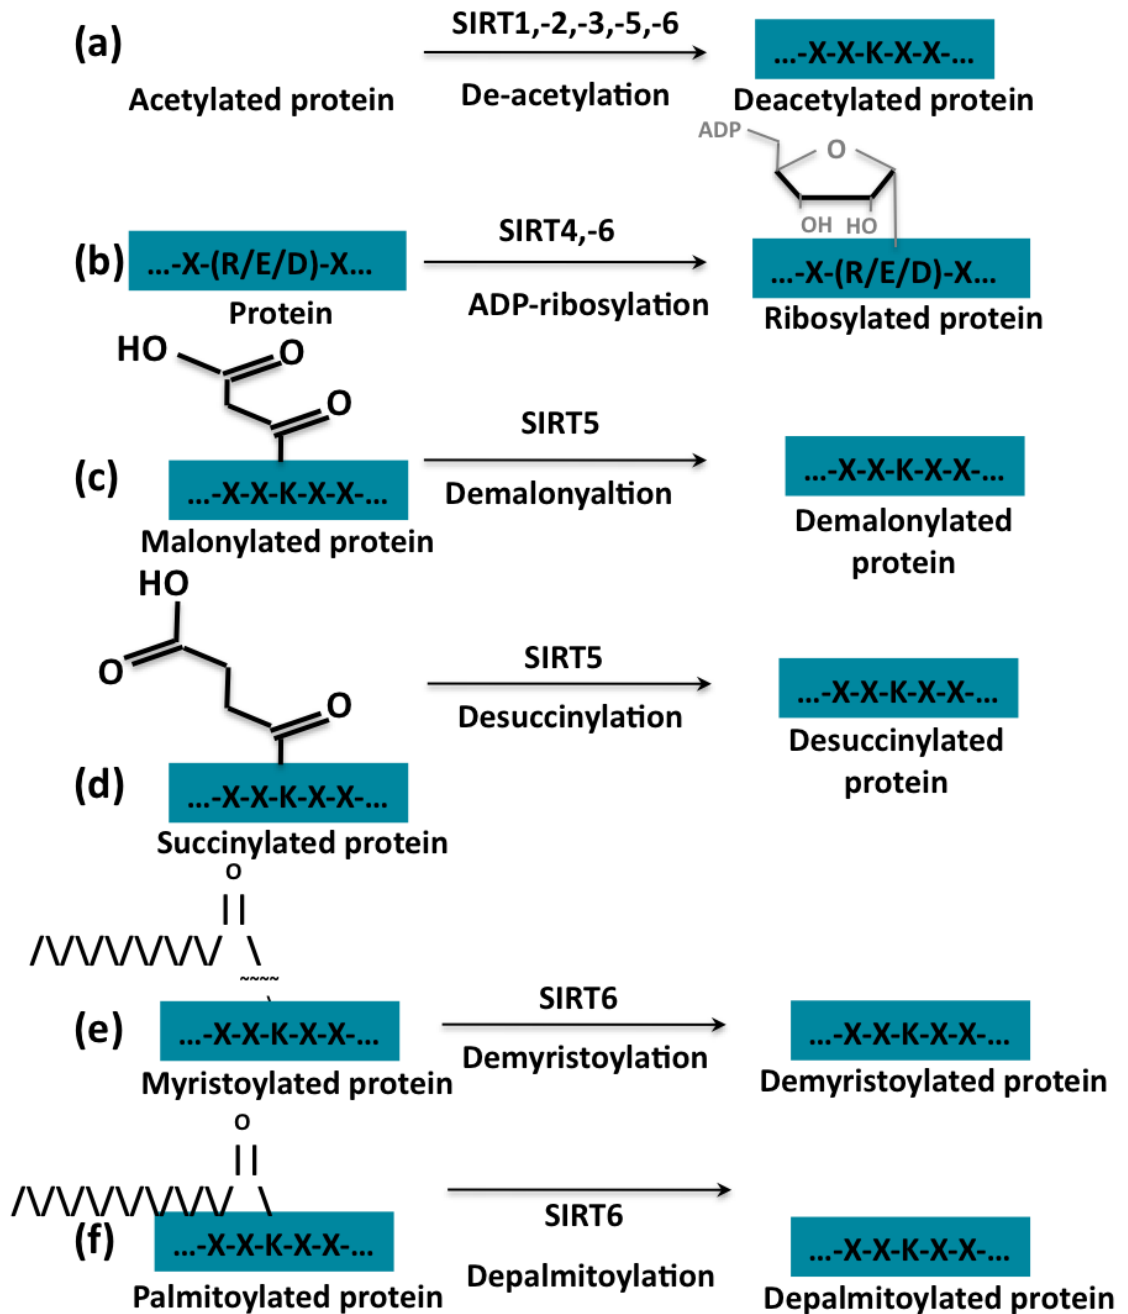 (a)
SIRT1,-2,-3,-5,-6
...-X-X-K-X-X-...
Acetylated protein
De-acetylation
Deacetylated protein
ADP
O
OH
HO
(b)
...-X-(R/E/D)-X...
SIRT4,-6
...-X-(R/E/D)-X...
Protein
ADP-ribosylation
Ribosylated protein
HO
O
O
(c)
...-X-X-K-X-X-...
SIRT5
...-X-X-K-X-X-...
Malonylated protein
Demalonyaltion
Demalonylated
protein
HO
O
O
(d)
...-X-X-K-X-X-...
SIRT5
...-X-X-K-X-X-...
Succinylated protein
Desuccinylation
Desuccinylated
protein
O
~~~~
(e)
...-X-X-K-X-X-...
SIRT6
...-X-X-K-X-X-...
Myristoylated protein
Demyristoylation
Demyristoylated protein
O
(f)
...-X-X-K-X-X-...
SIRT6
...-X-X-K-X-X-...
Palmitoylated protein
Depalmitoylation
Depalmitoylated protein